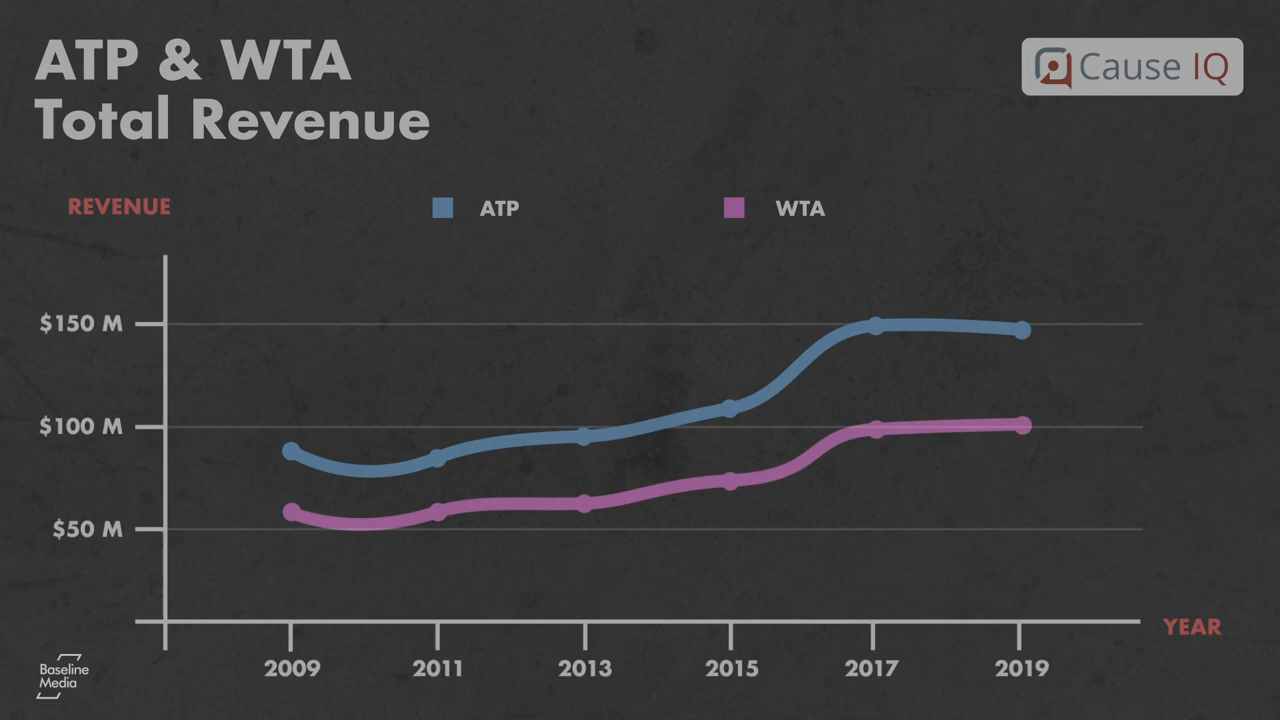 ATP & WTA
Total Revenue
Cause IQ
REVENUE
ATP
WTA
$150 M
$100 M
$50 M
YEAR
2009 2011 2013 2015 2017 2019
Baseline
Media